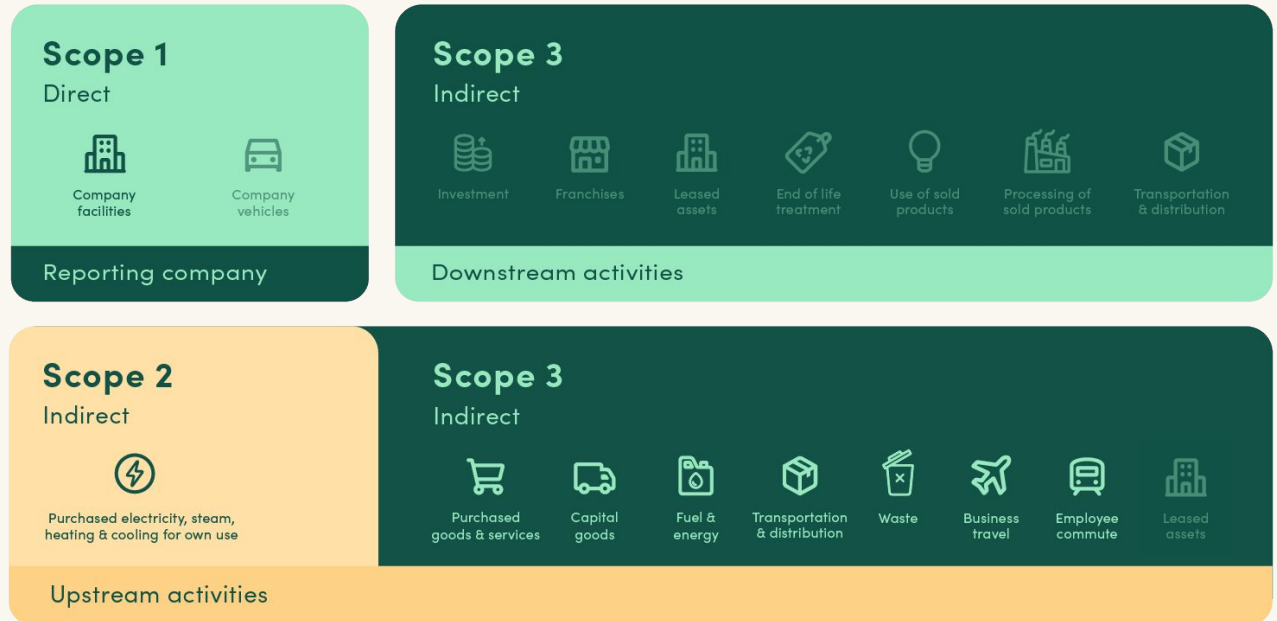 Scope 1
Direct
Company
facilities
Company
vehicles
Reporting company
Scope 3
Indirect
Investment
Franchises
Leased
assets
End of life
treatment
Use of sold
products
Processing of
sold products
Transportation
& distribution
Downstream activities
Scope 2
Indirect
Purchased electricity, steam,
heating & cooling for own use
Scope 3
Indirect
Purchased
goods & services
Capital
goods
Fuel &
energy
Transportation
& distribution
Waste
Business
travel
Employee
commute
Leased
assets
Upstream activities